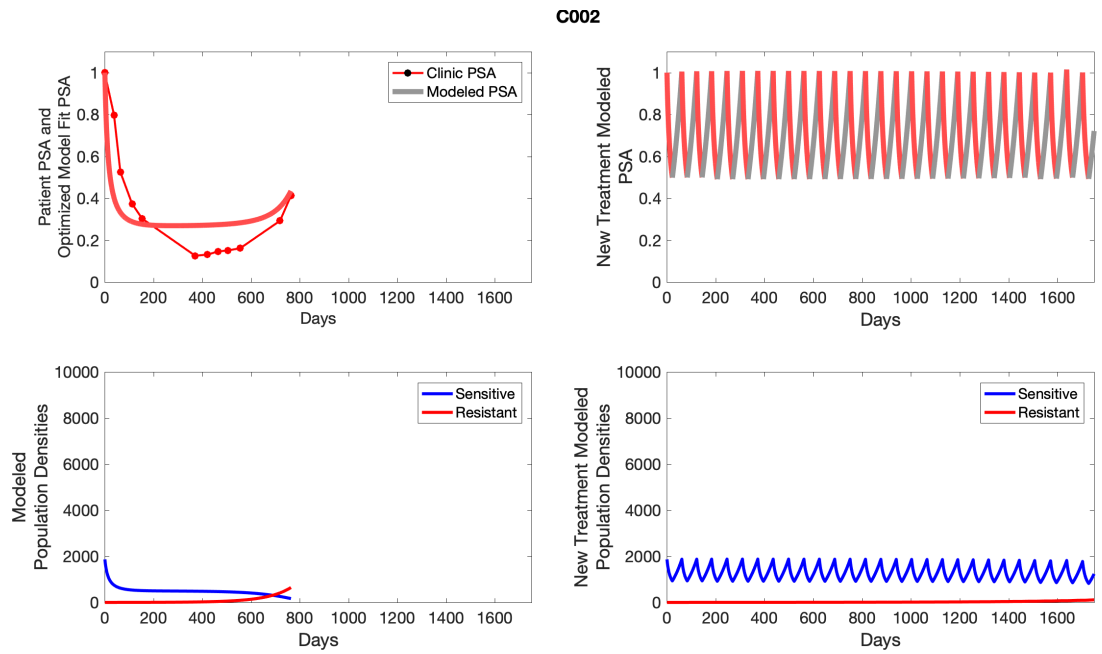 C002
Patient PSA and
Optimized Model Fit PSA
1
0.8
0.6
0.4
0.2
0
0 200 400 600 800 1000 1200 1400 1600
Days
Clinic PSA
Modeled PSA
New Treatment Modeled
PSA
1
0.8
0.6
0.4
0.2
0
0 200 400 600 800 1000 1200 1400 1600
Days
Modeled
Population Densities
10000
8000
6000
4000
2000
0
0 200 400 600 800 1000 1200 1400 1600
Days
Sensitive
Resistant
New Treatment Modeled
Population Densities
10000
8000
6000
4000
2000
0
0 200 400 600 800 1000 1200 1400 1600
Days
Sensitive
Resistant